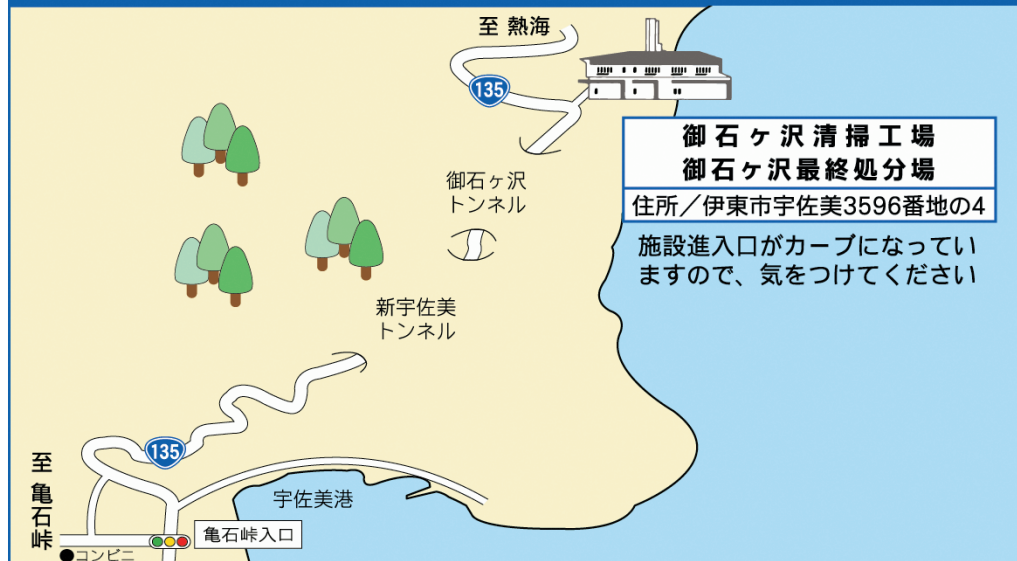 至 熱海
135
御石ヶ沢清掃工場
御石ヶ沢最終処分場
住所／伊東市宇佐美3596番地の4
施設進入口がカーブになってい
ますので、気をつけてください
御石ヶ沢
トンネル
新宇佐美
トンネル
135
至 亀石峠
宇佐美港
亀石峠入口
●コンビニ